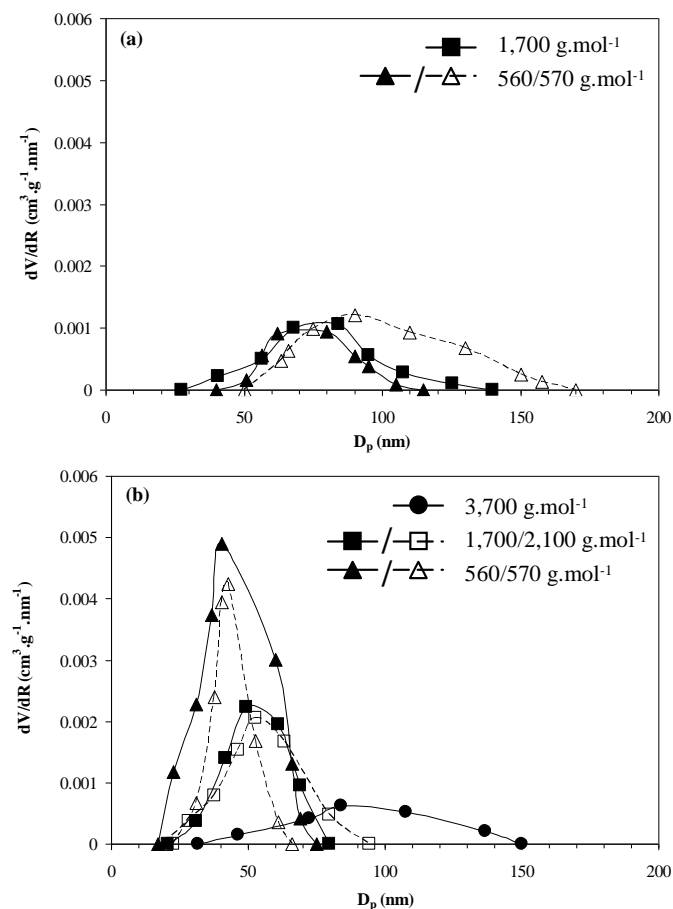 0.006
(a)
1,700 g.mol⁻¹
0.005
/ 560/570 g.mol⁻¹
0.004
dV/dR (cm³.g⁻¹.nm⁻¹)
0.003
0.002
0.001
0
0 50 100 150 200
Dₚ (nm)
0.006
(b)
3,700 g.mol⁻¹
0.005
/ 1,700/2,100 g.mol⁻¹
/ 560/570 g.mol⁻¹
0.004
dV/dR (cm³.g⁻¹.nm⁻¹)
0.003
0.002
0.001
0
0 50 100 150 200
Dₚ (nm)